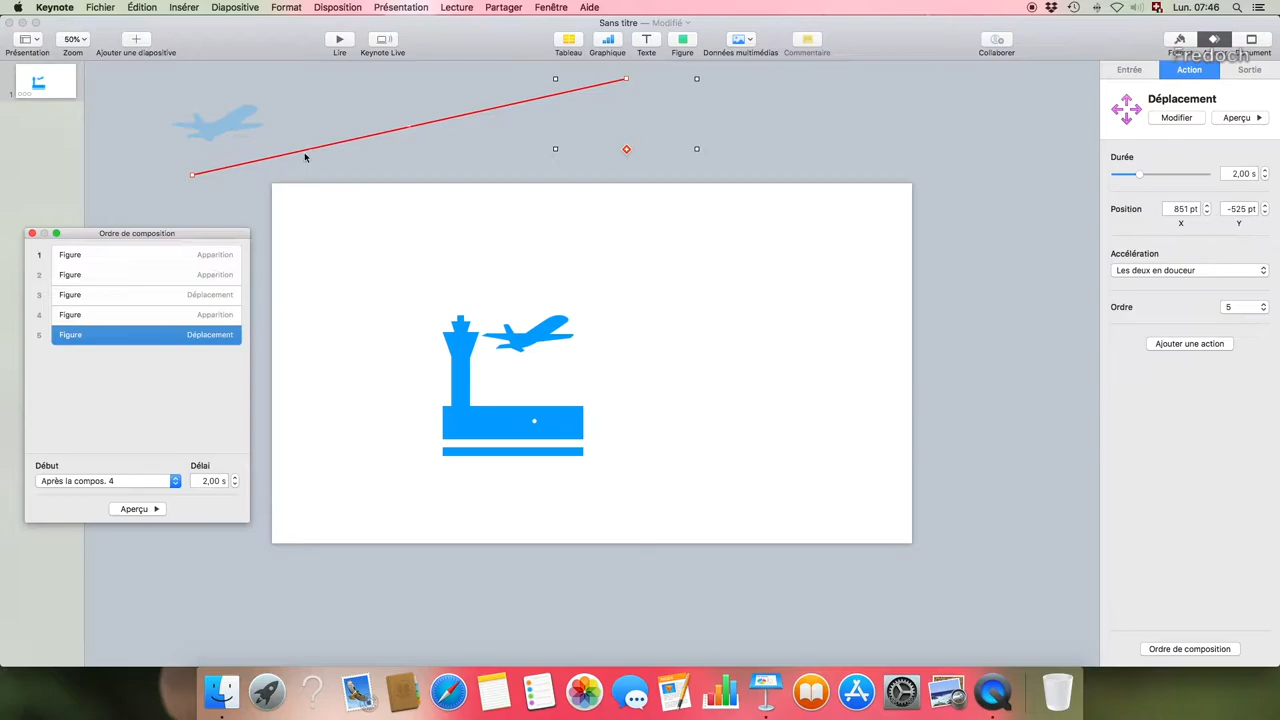 Keynote Fichier Édition Insérer Diapositive Format Disposition Présentation Lecture Partager Fenêtre Aide Lun. 07:46
Sans titre — Modifié
50%
Présentation Zoom Ajouter une diapositive Lire Keynote Live Tableau Graphique Texte Figure Données multimédias Commentaire Collaborer
Fredoch
Entrée Action Sortie
1
Déplacement
Modifier Aperçu
Durée
2,00 s
Position 851 pt -525 pt
X Y
Accélération
Les deux en douceur
Ordre 5
Ajouter une action
Ordre de composition
Ordre de composition
1 Figure Apparition
2 Figure Apparition
3 Figure Déplacement
4 Figure Apparition
5 Figure Déplacement
Début Délai
Après la compos. 4 2,00 s
Aperçu